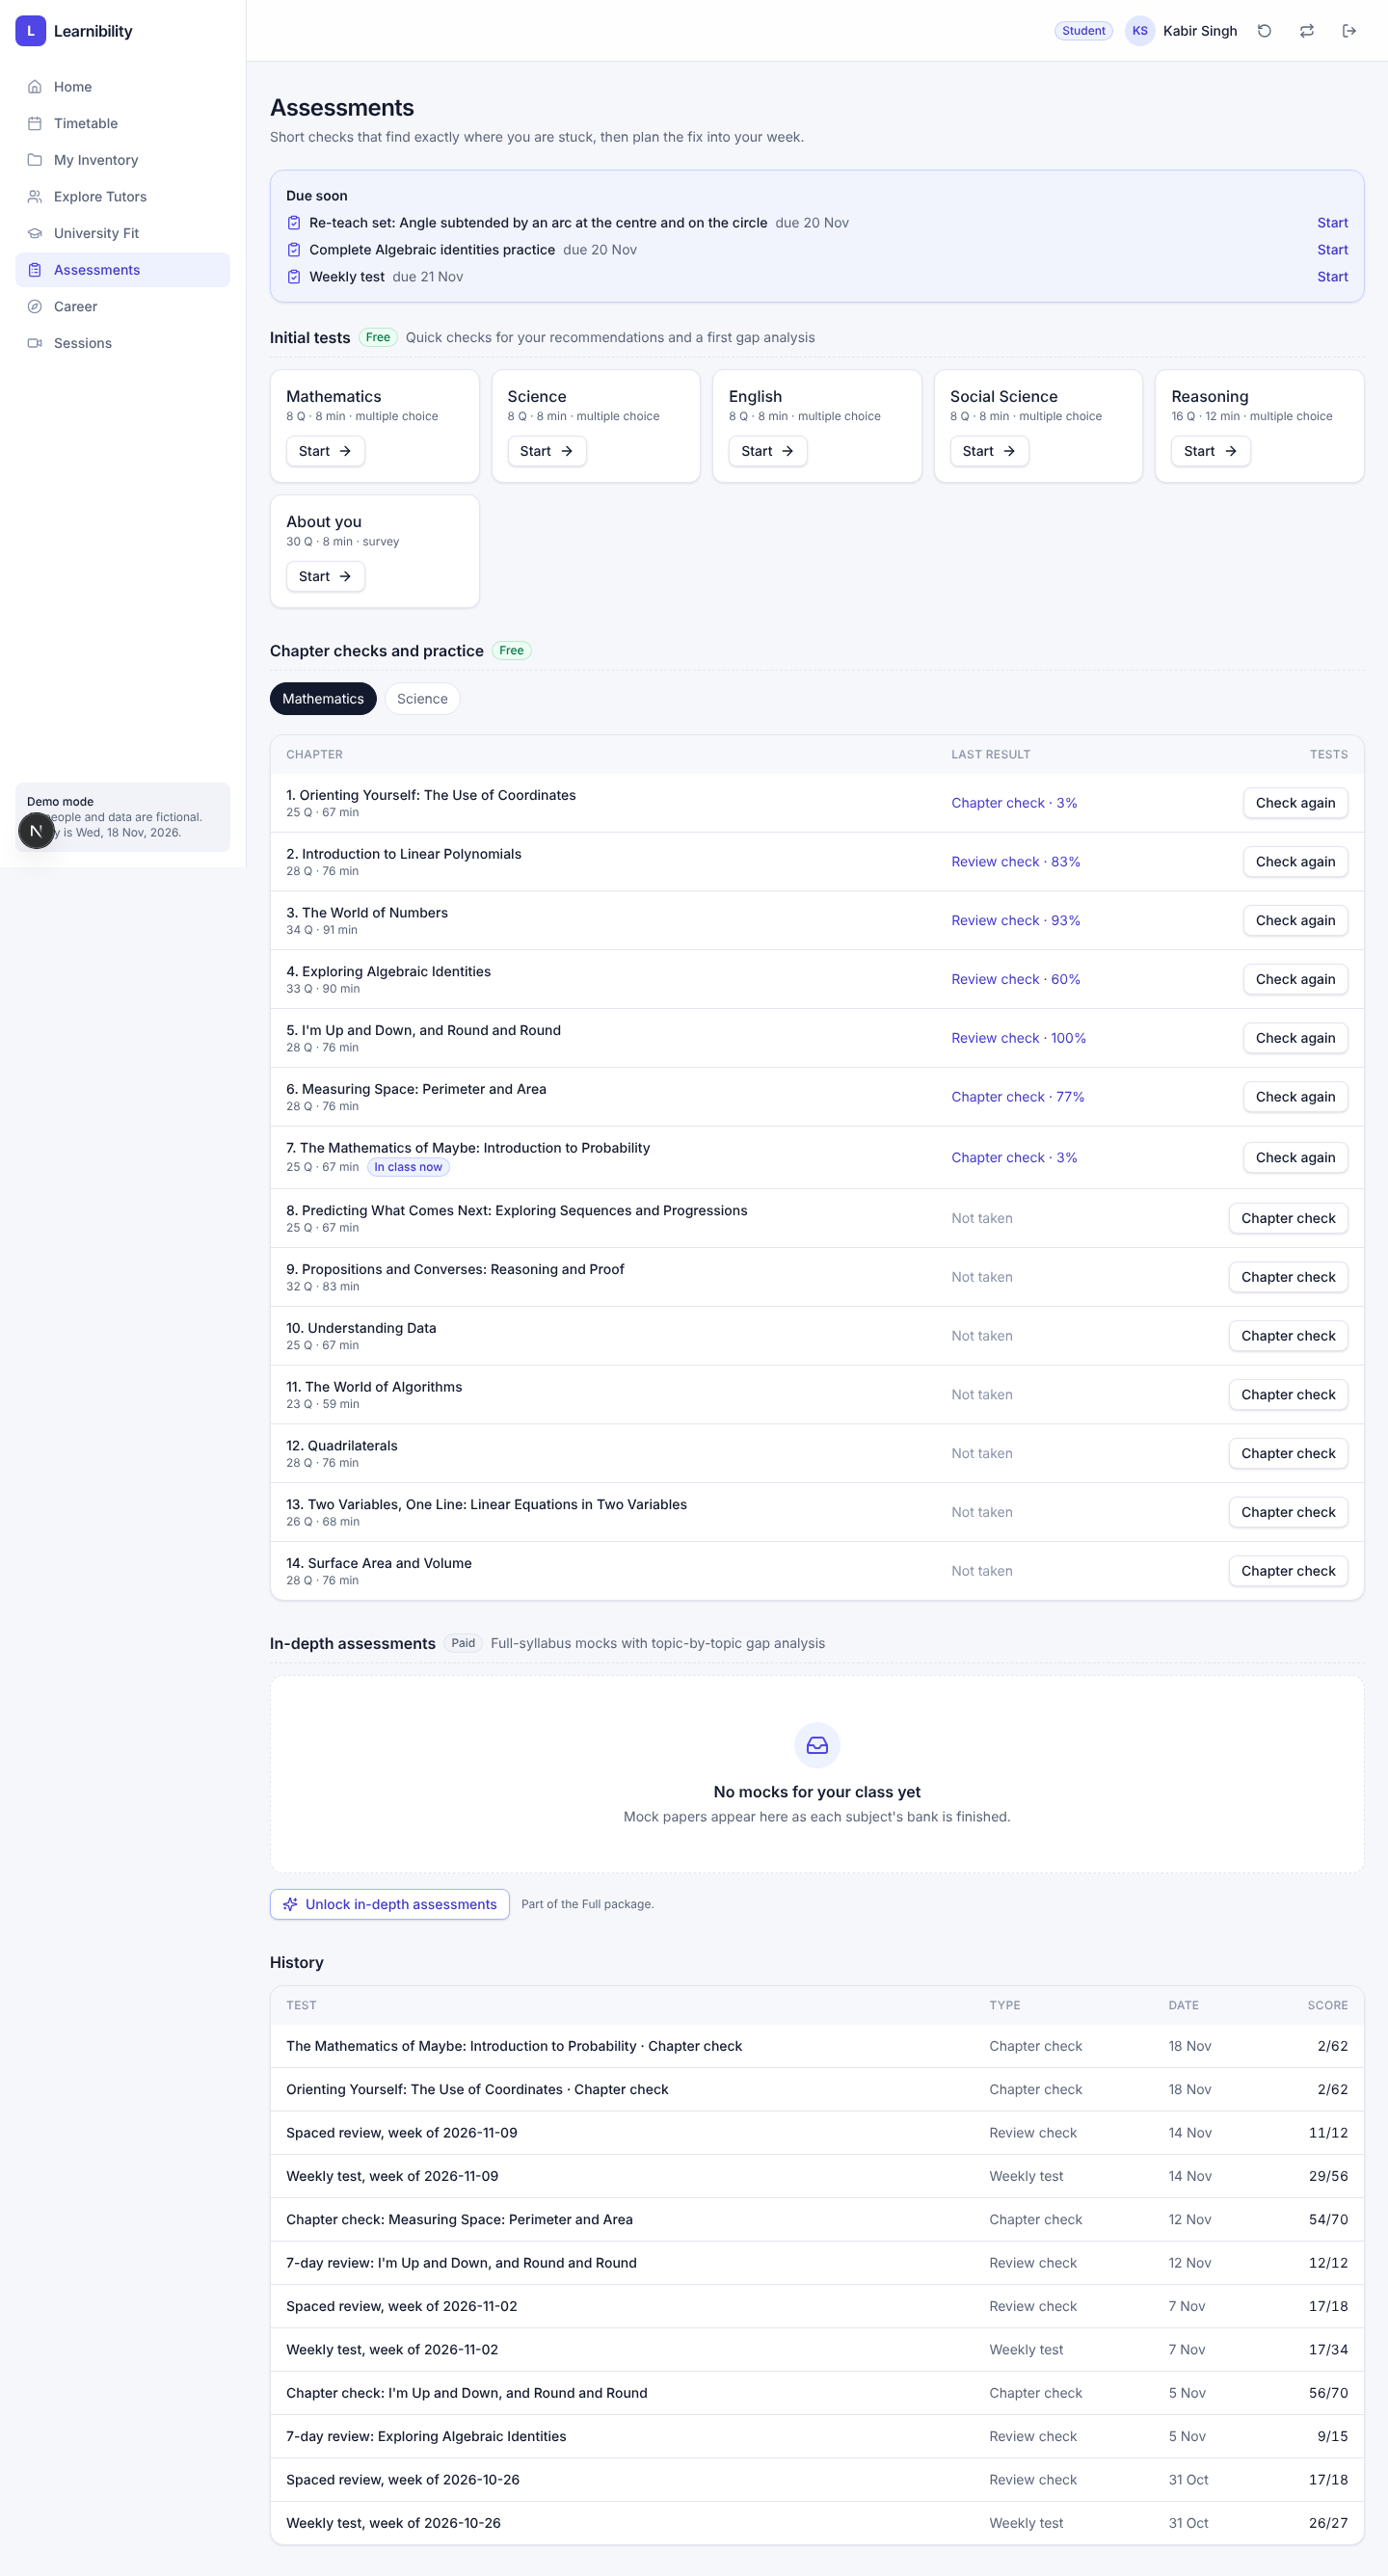 L Learnibility
Student KS Kabir Singh
Home
Timetable
My Inventory
Explore Tutors
University Fit
Assessments
Career
Sessions
Demo mode
people and data are fictional.
is Wed, 18 Nov, 2026.
N
Assessments
Short checks that find exactly where you are stuck, then plan the fix into your week.
Due soon
Re-teach set: Angle subtended by an arc at the centre and on the circle due 20 Nov Start
Complete Algebraic identities practice due 20 Nov Start
Weekly test due 21 Nov Start
Initial tests Free Quick checks for your recommendations and a first gap analysis
Mathematics
8 Q · 8 min · multiple choice
Start
Science
8 Q · 8 min · multiple choice
Start
English
8 Q · 8 min · multiple choice
Start
Social Science
8 Q · 8 min · multiple choice
Start
Reasoning
16 Q · 12 min · multiple choice
Start
About you
30 Q · 8 min · survey
Start
Chapter checks and practice Free
Mathematics Science
CHAPTER LAST RESULT TESTS
1. Orienting Yourself: The Use of Coordinates
25 Q · 67 min
Chapter check · 3% Check again
2. Introduction to Linear Polynomials
28 Q · 76 min
Review check · 83% Check again
3. The World of Numbers
34 Q · 91 min
Review check · 93% Check again
4. Exploring Algebraic Identities
33 Q · 90 min
Review check · 60% Check again
5. I'm Up and Down, and Round and Round
28 Q · 76 min
Review check · 100% Check again
6. Measuring Space: Perimeter and Area
28 Q · 76 min
Chapter check · 77% Check again
7. The Mathematics of Maybe: Introduction to Probability
25 Q · 67 min In class now
Chapter check · 3% Check again
8. Predicting What Comes Next: Exploring Sequences and Progressions
25 Q · 67 min
Not taken Chapter check
9. Propositions and Converses: Reasoning and Proof
32 Q · 83 min
Not taken Chapter check
10. Understanding Data
25 Q · 67 min
Not taken Chapter check
11. The World of Algorithms
23 Q · 59 min
Not taken Chapter check
12. Quadrilaterals
28 Q · 76 min
Not taken Chapter check
13. Two Variables, One Line: Linear Equations in Two Variables
26 Q · 68 min
Not taken Chapter check
14. Surface Area and Volume
28 Q · 76 min
Not taken Chapter check
In-depth assessments Paid Full-syllabus mocks with topic-by-topic gap analysis
No mocks for your class yet
Mock papers appear here as each subject's bank is finished.
Unlock in-depth assessments Part of the Full package.
History
TEST TYPE DATE SCORE
The Mathematics of Maybe: Introduction to Probability · Chapter check Chapter check 18 Nov 2/62
Orienting Yourself: The Use of Coordinates · Chapter check Chapter check 18 Nov 2/62
Spaced review, week of 2026-11-09 Review check 14 Nov 11/12
Weekly test, week of 2026-11-09 Weekly test 14 Nov 29/56
Chapter check: Measuring Space: Perimeter and Area Chapter check 12 Nov 54/70
7-day review: I'm Up and Down, and Round and Round Review check 12 Nov 12/12
Spaced review, week of 2026-11-02 Review check 7 Nov 17/18
Weekly test, week of 2026-11-02 Weekly test 7 Nov 17/34
Chapter check: I'm Up and Down, and Round and Round Chapter check 5 Nov 56/70
7-day review: Exploring Algebraic Identities Review check 5 Nov 9/15
Spaced review, week of 2026-10-26 Review check 31 Oct 17/18
Weekly test, week of 2026-10-26 Weekly test 31 Oct 26/27